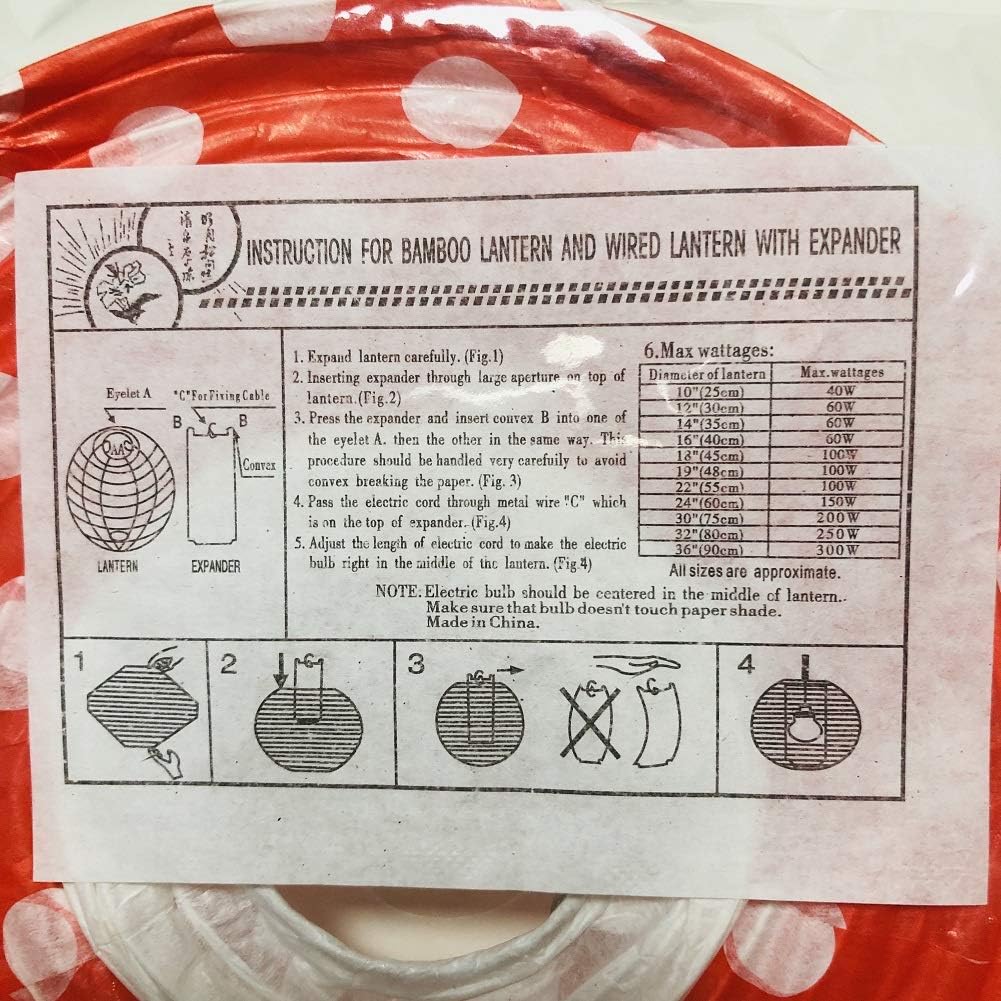 INSTRUCTION FOR BAMBOO LANTERN AND WIRED LANTERN WITH EXPANDER
Eyelet A
"C"For Fixing Cable
B
B
Convex
LANTERN
EXPANDER
1. Expand lantern carefully. (Fig.1)
2. Inserting expander through large aperture on top of
lantern.(Fig.2)
3. Press the expander and insert convex B into one of
the eyelet A. then the other in the same way. This
procedure should be handled very carefully to avoid
convex breaking the paper. (Fig. 3)
4. Pass the electric cord through metal wire "C" which
is on the top of expander. (Fig.4)
5. Adjust the length of electric cord to make the electric
bulb right in the middle of the lantern. (Fig.4)
6.Max wattages:
Diameter of lantern Max.wattages
10"(25cm) 40W
12"(30cm) 60W
14"(35cm) 60W
16"(40cm) 60W
18"(45cm) 100W
19"(48cm) 100W
22"(55cm) 100W
24"(60cm) 150W
30"(75cm) 200W
32"(80cm) 250W
36"(90cm) 300W
All sizes are approximate.
NOTE: Electric bulb should be centered in the middle of lantern..
Make sure that bulb doesn't touch paper shade.
Made in China.
1
2
3
4